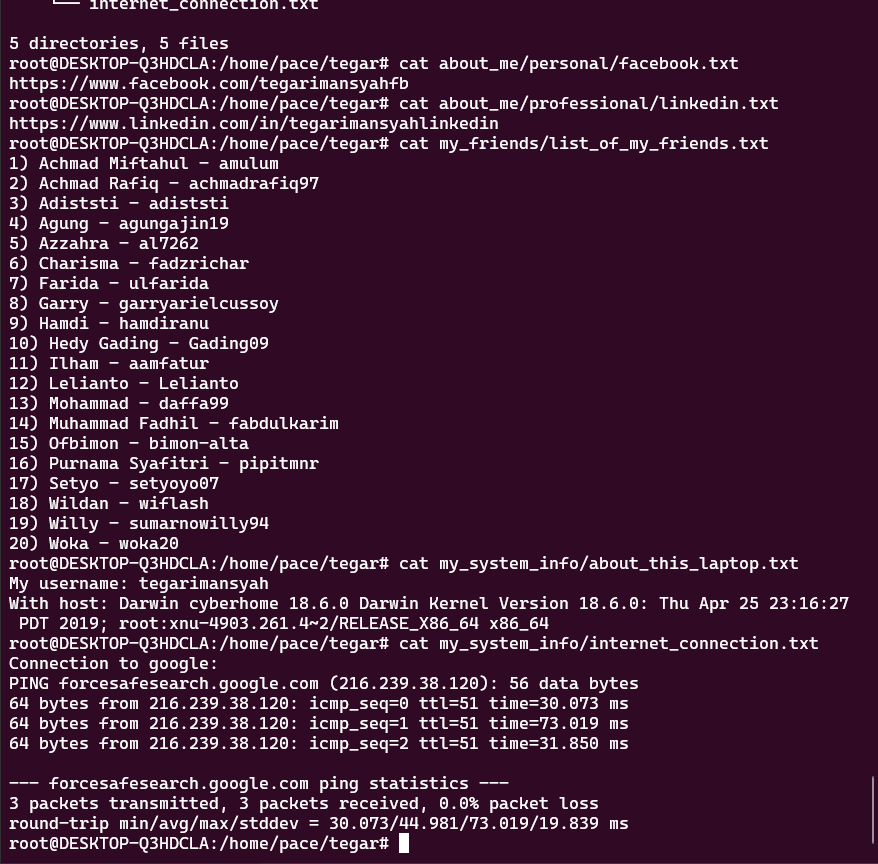 └── internet_connection.txt

5 directories, 5 files
root@DESKTOP-Q3HDCLA:/home/pace/tegar# cat about_me/personal/facebook.txt
https://www.facebook.com/tegarimansyahfb
root@DESKTOP-Q3HDCLA:/home/pace/tegar# cat about_me/professional/linkedin.txt
https://www.linkedin.com/in/tegarimansyahlinkedin
root@DESKTOP-Q3HDCLA:/home/pace/tegar# cat my_friends/list_of_my_friends.txt
1) Achmad Miftahul - amulum
2) Achmad Rafiq - achmadrafiq97
3) Adiststi - adiststi
4) Agung - agungajin19
5) Azzahra - al7262
6) Charisma - fadzrichar
7) Farida - ulfarida
8) Garry - garryarielcussoy
9) Hamdi - hamdiranu
10) Hedy Gading - Gading09
11) Ilham - aamfatur
12) Lelianto - Lelianto
13) Mohammad - daffa99
14) Muhammad Fadhil - fabdulkarim
15) Ofbimon - bimon-alta
16) Purnama Syafitri - pipitmnr
17) Setyo - setyoyo07
18) Wildan - wiflash
19) Willy - sumarnowilly94
20) Woka - woka20
root@DESKTOP-Q3HDCLA:/home/pace/tegar# cat my_system_info/about_this_laptop.txt
My username: tegarimansyah
With host: Darwin cyberhome 18.6.0 Darwin Kernel Version 18.6.0: Thu Apr 25 23:16:27
 PDT 2019; root:xnu-4903.261.4~2/RELEASE_X86_64 x86_64
root@DESKTOP-Q3HDCLA:/home/pace/tegar# cat my_system_info/internet_connection.txt
Connection to google:
PING forcesafesearch.google.com (216.239.38.120): 56 data bytes
64 bytes from 216.239.38.120: icmp_seq=0 ttl=51 time=30.073 ms
64 bytes from 216.239.38.120: icmp_seq=1 ttl=51 time=73.019 ms
64 bytes from 216.239.38.120: icmp_seq=2 ttl=51 time=31.850 ms

--- forcesafesearch.google.com ping statistics ---
3 packets transmitted, 3 packets received, 0.0% packet loss
round-trip min/avg/max/stddev = 30.073/44.981/73.019/19.839 ms
root@DESKTOP-Q3HDCLA:/home/pace/tegar#